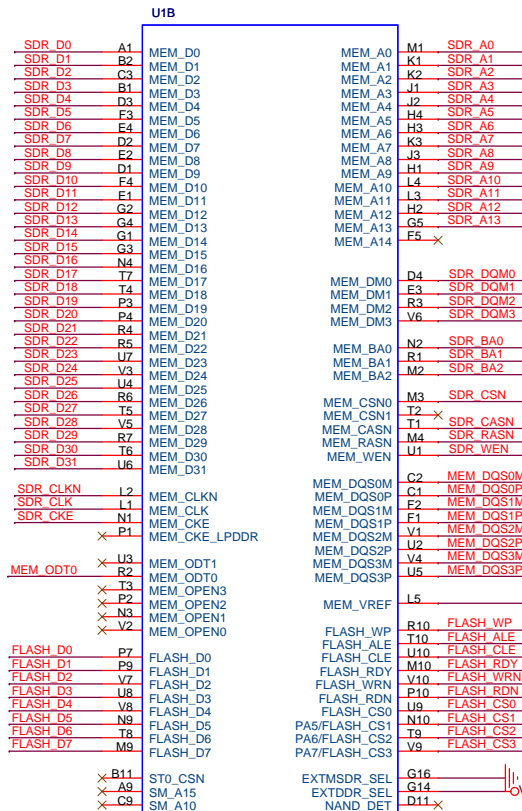 U1B
SDR_D0 A1 MEM_D0
SDR_D1 B2 MEM_D1
SDR_D2 C3 MEM_D2
SDR_D3 B1 MEM_D3
SDR_D4 D3 MEM_D4
SDR_D5 F3 MEM_D5
SDR_D6 E4 MEM_D6
SDR_D7 D2 MEM_D7
SDR_D8 E2 MEM_D8
SDR_D9 D1 MEM_D9
SDR_D10 F4 MEM_D10
SDR_D11 E1 MEM_D11
SDR_D12 G2 MEM_D12
SDR_D13 G4 MEM_D13
SDR_D14 G1 MEM_D14
SDR_D15 G3 MEM_D15
SDR_D16 N4 MEM_D16
SDR_D17 T7 MEM_D17
SDR_D18 T4 MEM_D18
SDR_D19 P3 MEM_D19
SDR_D20 P4 MEM_D20
SDR_D21 R4 MEM_D21
SDR_D22 R5 MEM_D22
SDR_D23 U7 MEM_D23
SDR_D24 V3 MEM_D24
SDR_D25 U4 MEM_D25
SDR_D26 R6 MEM_D26
SDR_D27 T5 MEM_D27
SDR_D28 V5 MEM_D28
SDR_D29 R7 MEM_D29
SDR_D30 T6 MEM_D30
SDR_D31 U6 MEM_D31
SDR_CLKN L2 MEM_CLKN
SDR_CLK L1 MEM_CLK
SDR_CKE N1 MEM_CKE
P1 MEM_CKE_LPDDR
U3 MEM_ODT1
MEM_ODT0 R2 MEM_ODT0
T3 MEM_OPEN3
P2 MEM_OPEN2
N3 MEM_OPEN1
V2 MEM_OPEN0
FLASH_D0 P7 FLASH_D0
FLASH_D1 P9 FLASH_D1
FLASH_D2 V7 FLASH_D2
FLASH_D3 U8 FLASH_D3
FLASH_D4 V8 FLASH_D4
FLASH_D5 N9 FLASH_D5
FLASH_D6 T8 FLASH_D6
FLASH_D7 M9 FLASH_D7
B11 ST0_CSN
A9 SM_A15
C9 SM_A10
MEM_A0 M1 SDR_A0
MEM_A1 K1 SDR_A1
MEM_A2 K2 SDR_A2
MEM_A3 J1 SDR_A3
MEM_A4 J2 SDR_A4
MEM_A5 H4 SDR_A5
MEM_A6 H3 SDR_A6
MEM_A7 K3 SDR_A7
MEM_A8 J3 SDR_A8
MEM_A9 H1 SDR_A9
MEM_A10 L4 SDR_A10
MEM_A11 L3 SDR_A11
MEM_A12 H2 SDR_A12
MEM_A13 G5 SDR_A13
MEM_A14 F5
MEM_DM0 D4 SDR_DQM0
MEM_DM1 E3 SDR_DQM1
MEM_DM2 R3 SDR_DQM2
MEM_DM3 V6 SDR_DQM3
MEM_BA0 N2 SDR_BA0
MEM_BA1 R1 SDR_BA1
MEM_BA2 M2 SDR_BA2
MEM_CSN0 M3 SDR_CSN
MEM_CSN1 T2
MEM_CASN T1 SDR_CASN
MEM_RASN M4 SDR_RASN
MEM_WEN U1 SDR_WEN
MEM_DQS0M C2 MEM_DQS0M
MEM_DQS0P C1 MEM_DQS0P
MEM_DQS1M F2 MEM_DQS1M
MEM_DQS1P F1 MEM_DQS1P
MEM_DQS2M V1 MEM_DQS2M
MEM_DQS2P U2 MEM_DQS2P
MEM_DQS3M V4 MEM_DQS3M
MEM_DQS3P U5 MEM_DQS3P
MEM_VREF L5
FLASH_WP R10 FLASH_WP
FLASH_ALE T10 FLASH_ALE
FLASH_CLE U10 FLASH_CLE
FLASH_RDY M10 FLASH_RDY
FLASH_WRN V10 FLASH_WRN
FLASH_RDN P10 FLASH_RDN
FLASH_CS0 U9 FLASH_CS0
PA5/FLASH_CS1 N10 FLASH_CS1
PA6/FLASH_CS2 T9 FLASH_CS2
PA7/FLASH_CS3 V9 FLASH_CS3
EXTMSDR_SEL G16
EXTDDR_SEL G14
NAND_DET D11